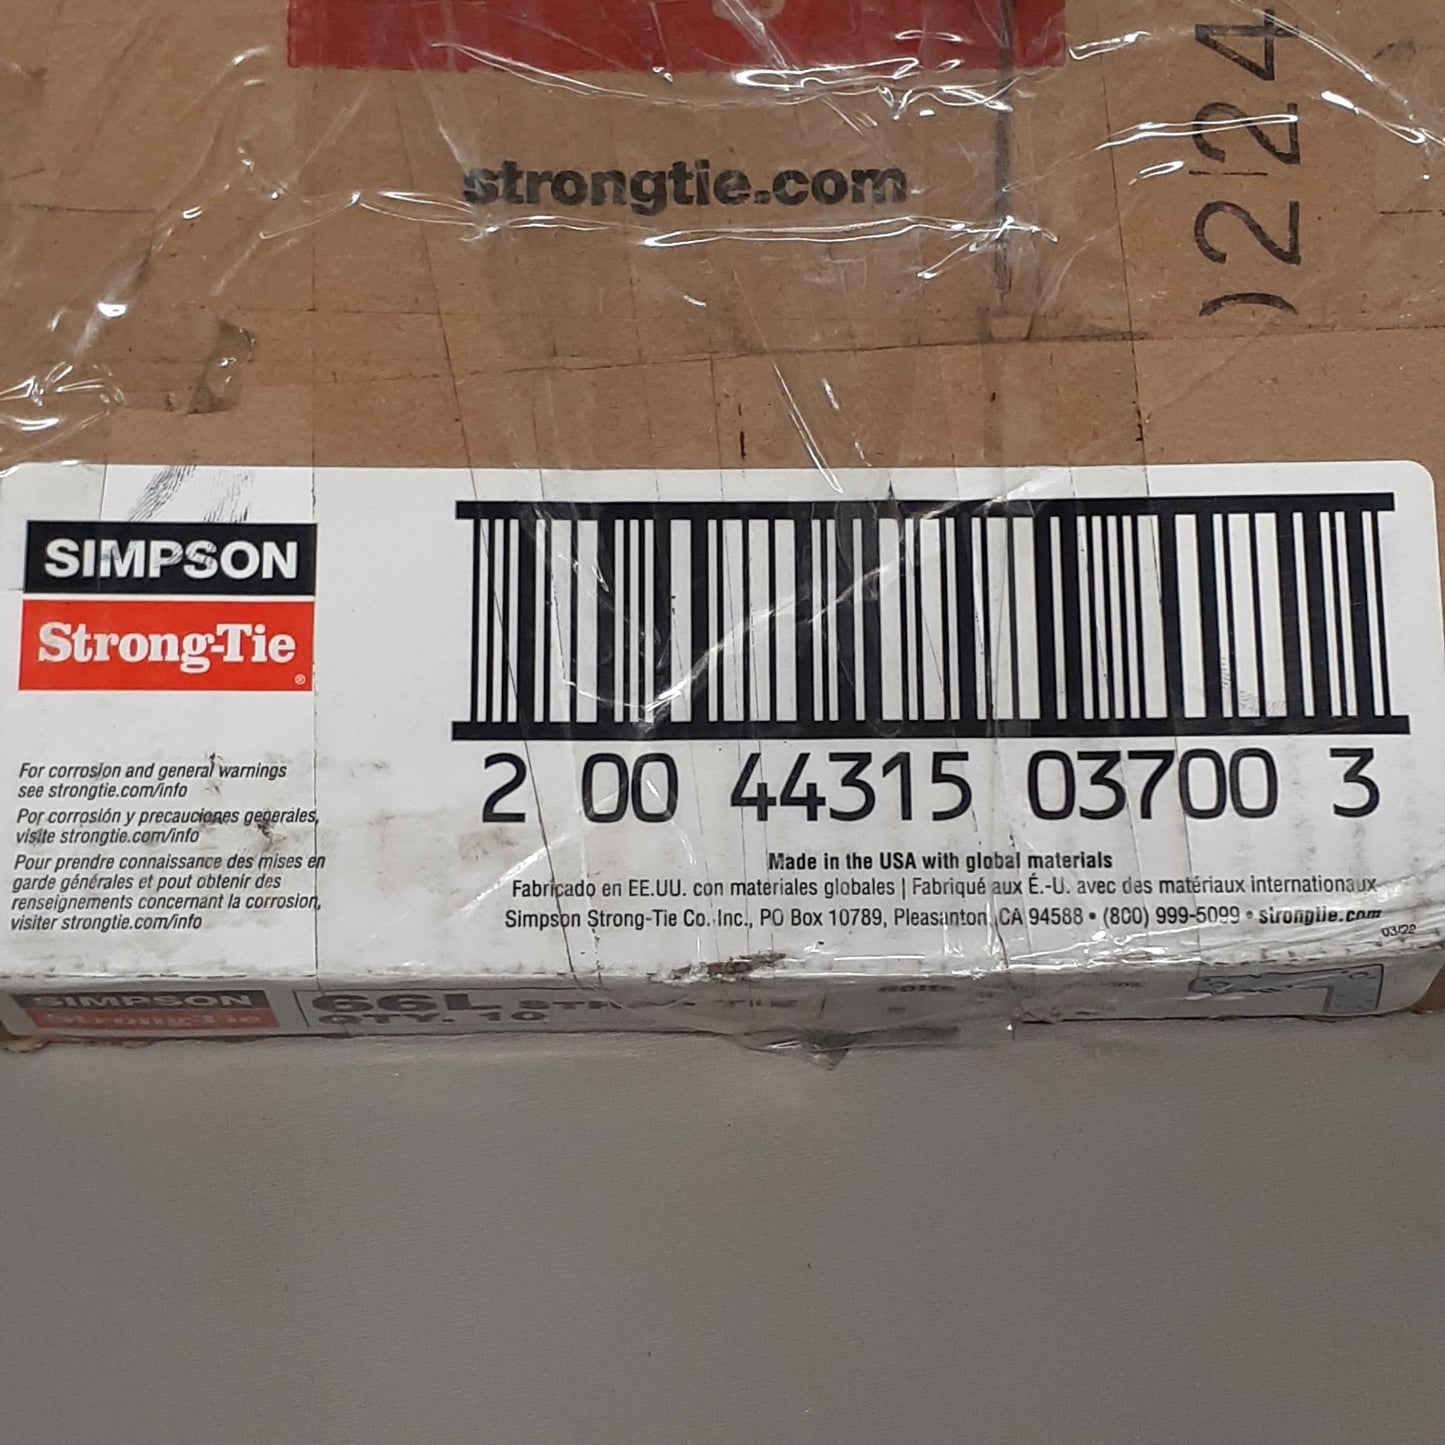 strongtie.com
)2'24
SIMPSON
Strong-Tie
®
2 00 44315 03700 3
For corrosion and general warnings
see strongtie.com/info
Por corrosión y precauciones generales,
visite strongtie.com/info
Pour prendre connaissance des mises en
garde générales et pout obtenir des
renseignements concernant la corrosion,
visiter strongtie.com/info
Made in the USA with global materials
Fabricado en EE.UU. con materiales globales | Fabriqué aux É.-U. avec des matériaux internationaux
Simpson Strong-Tie Co. Inc., PO Box 10789, Pleasanton, CA 94588 • (800) 999-5099 • strongtie.com
03/22
SIMPSON
Strong-Tie
66L
QTY. 10